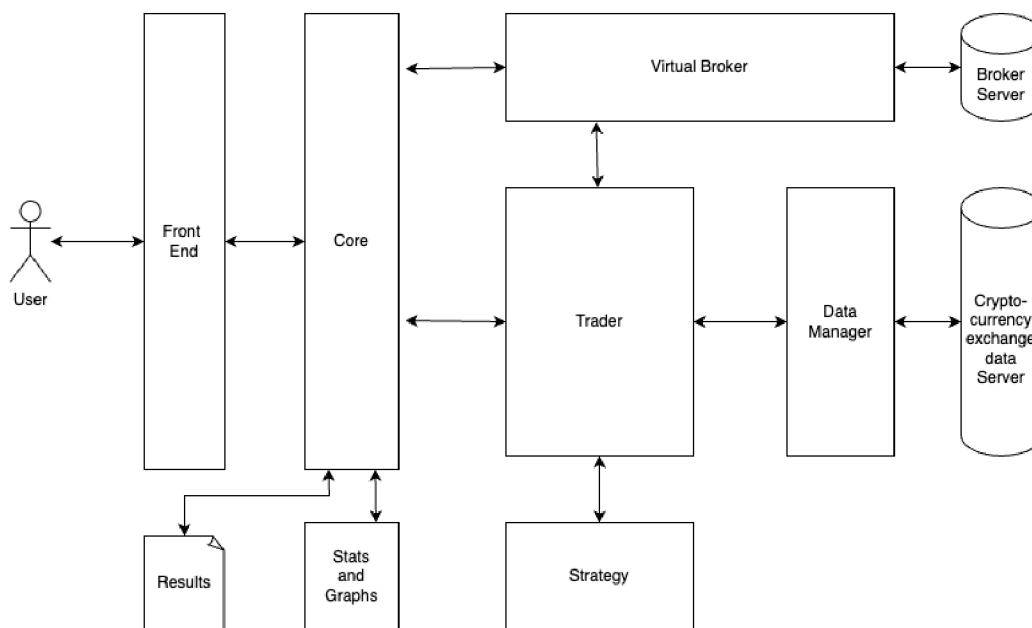 Virtual Broker
Broker
Server
Front
End
Core
User
Trader
Data
Manager
Crypto-
currency
exchange
data
Server
Results
Stats
and
Graphs
Strategy